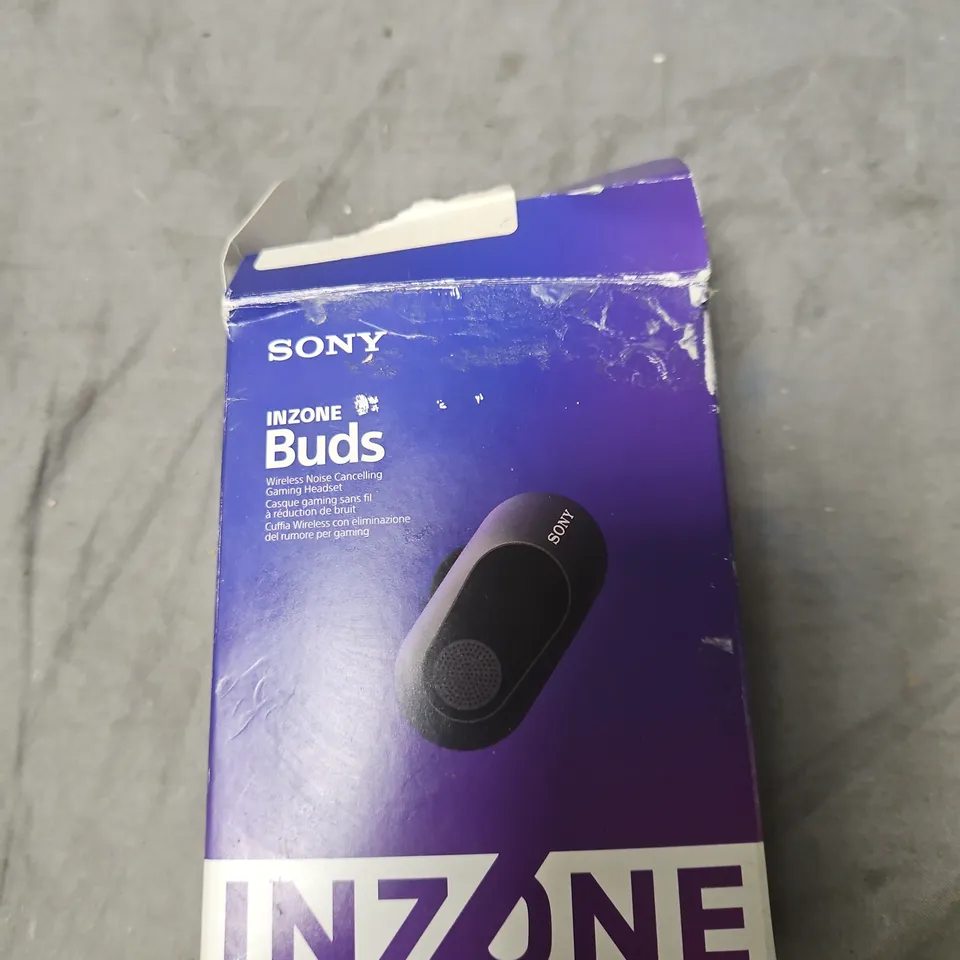 SONY
INZONE
Buds
Wireless Noise Cancelling
Gaming Headset
Casque gaming sans fil
à réduction de bruit
Cuffia Wireless con eliminazione
del rumore per gaming
SONY
INZONE